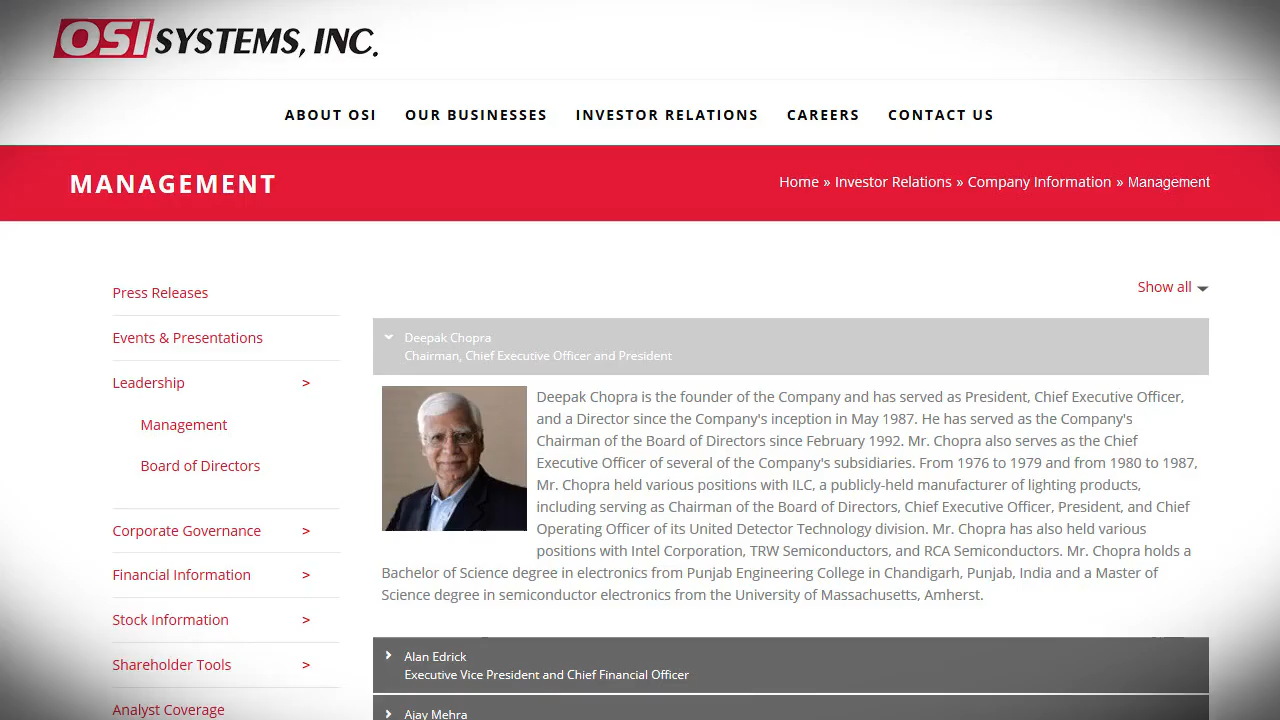 OSI SYSTEMS, INC.
ABOUT OSI OUR BUSINESSES INVESTOR RELATIONS CAREERS CONTACT US
MANAGEMENT
Home » Investor Relations » Company Information » Management
Press Releases
Events & Presentations
Leadership >
Management
Board of Directors
Corporate Governance >
Financial Information >
Stock Information >
Shareholder Tools >
Analyst Coverage
Show all
Deepak Chopra
Chairman, Chief Executive Officer and President
Deepak Chopra is the founder of the Company and has served as President, Chief Executive Officer,
and a Director since the Company's inception in May 1987. He has served as the Company's
Chairman of the Board of Directors since February 1992. Mr. Chopra also serves as the Chief
Executive Officer of several of the Company's subsidiaries. From 1976 to 1979 and from 1980 to 1987,
Mr. Chopra held various positions with ILC, a publicly-held manufacturer of lighting products,
including serving as Chairman of the Board of Directors, Chief Executive Officer, President, and Chief
Operating Officer of its United Detector Technology division. Mr. Chopra has also held various
positions with Intel Corporation, TRW Semiconductors, and RCA Semiconductors. Mr. Chopra holds a
Bachelor of Science degree in electronics from Punjab Engineering College in Chandigarh, Punjab, India and a Master of
Science degree in semiconductor electronics from the University of Massachusetts, Amherst.
Alan Edrick
Executive Vice President and Chief Financial Officer
Ajay Mehra